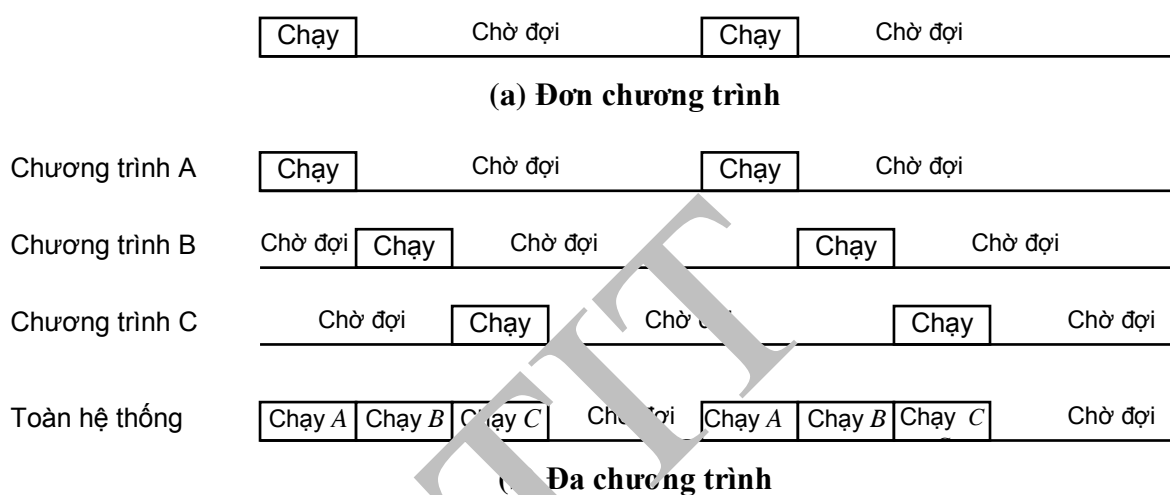 Chạy Chờ đợi Chạy Chờ đợi
(a) Đơn chương trình
Chương trình A Chạy Chờ đợi Chạy Chờ đợi
Chương trình B Chờ đợi Chạy Chờ đợi Chạy Chờ đợi
Chương trình C Chờ đợi Chạy Chờ Chạy Chờ đợi
Toàn hệ thống Chạy A Chạy B Chạy C Chạy A Chạy B Chạy C Chờ đợi
Đa chương trình